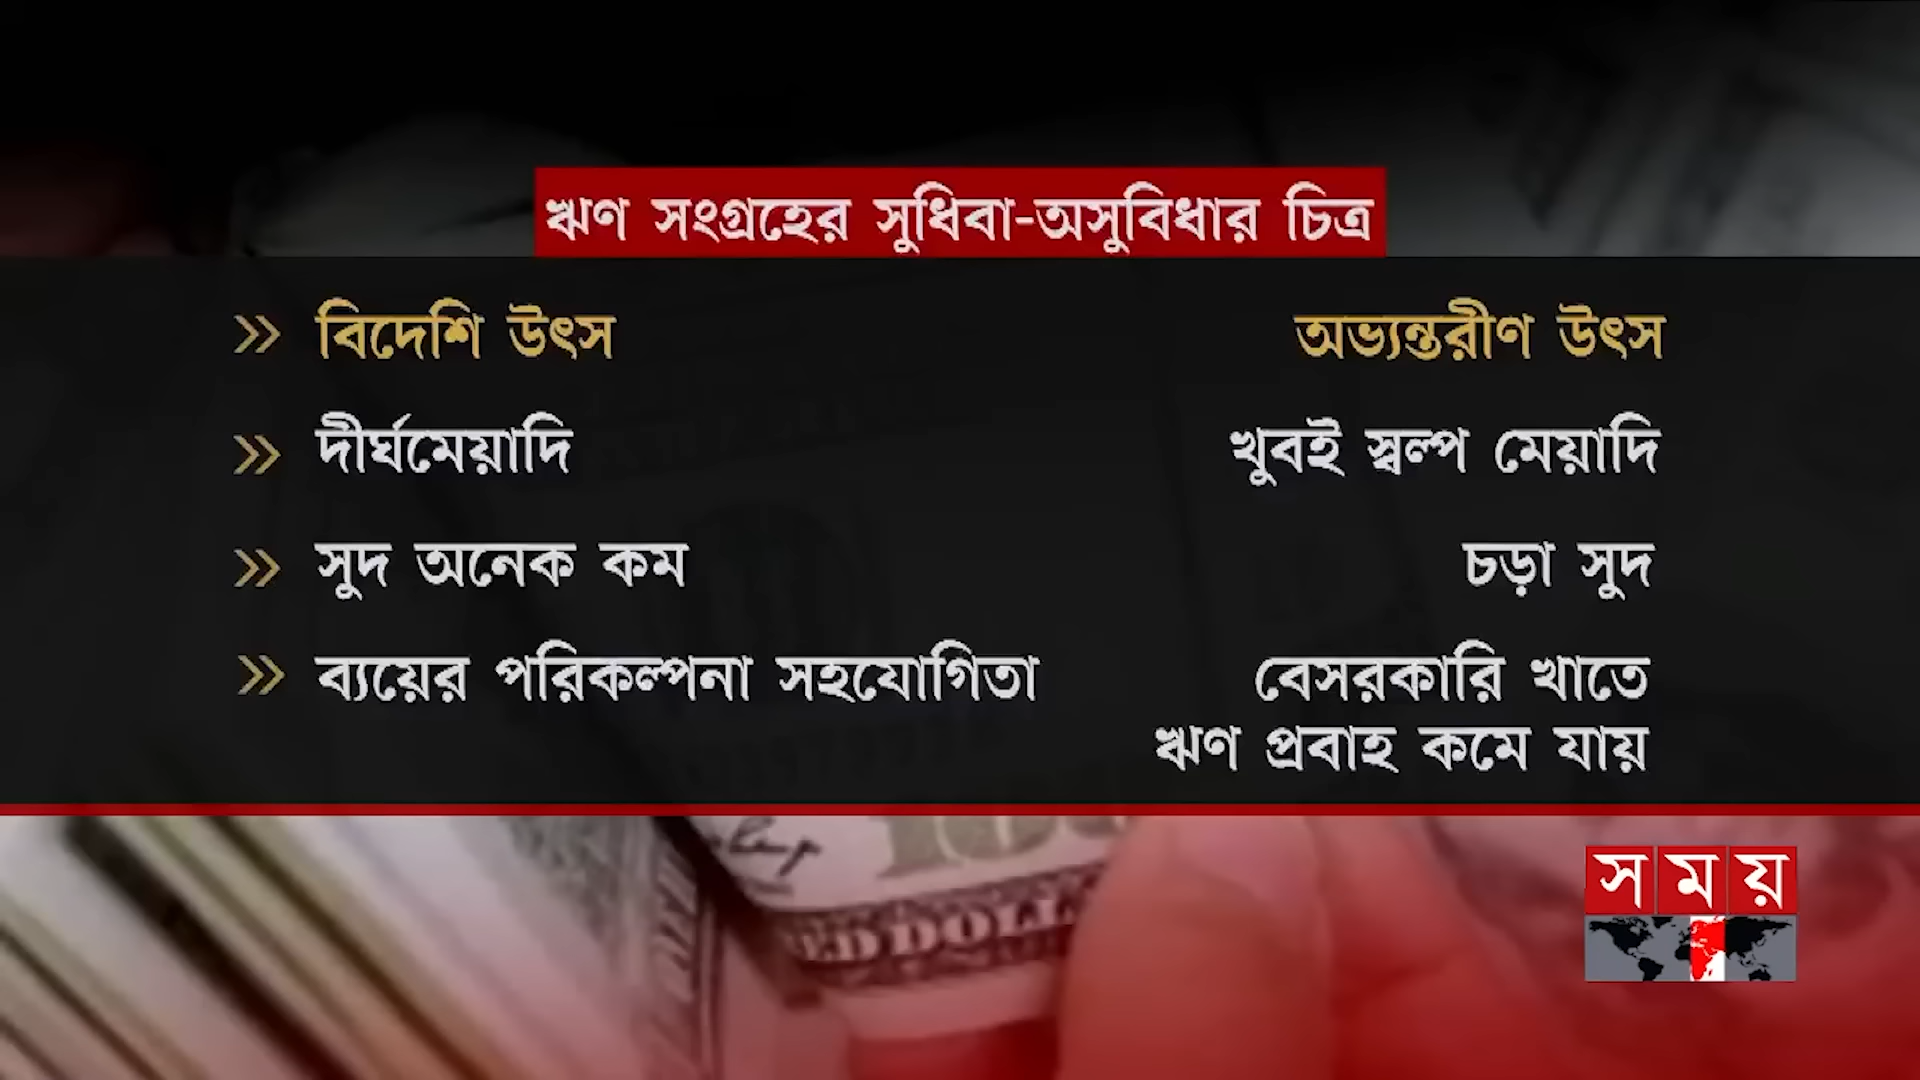 ঋণ সংগ্রহের সুধিবা-অসুবিধার চিত্র
বিদেশি উৎস অভ্যন্তরীণ উৎস
দীর্ঘমেয়াদি খুবই স্বল্প মেয়াদি
সুদ অনেক কম চড়া সুদ
ব্যয়ের পরিকল্পনা সহযোগিতা বেসরকারি খাতে
ঋণ প্রবাহ কমে যায়
সময়